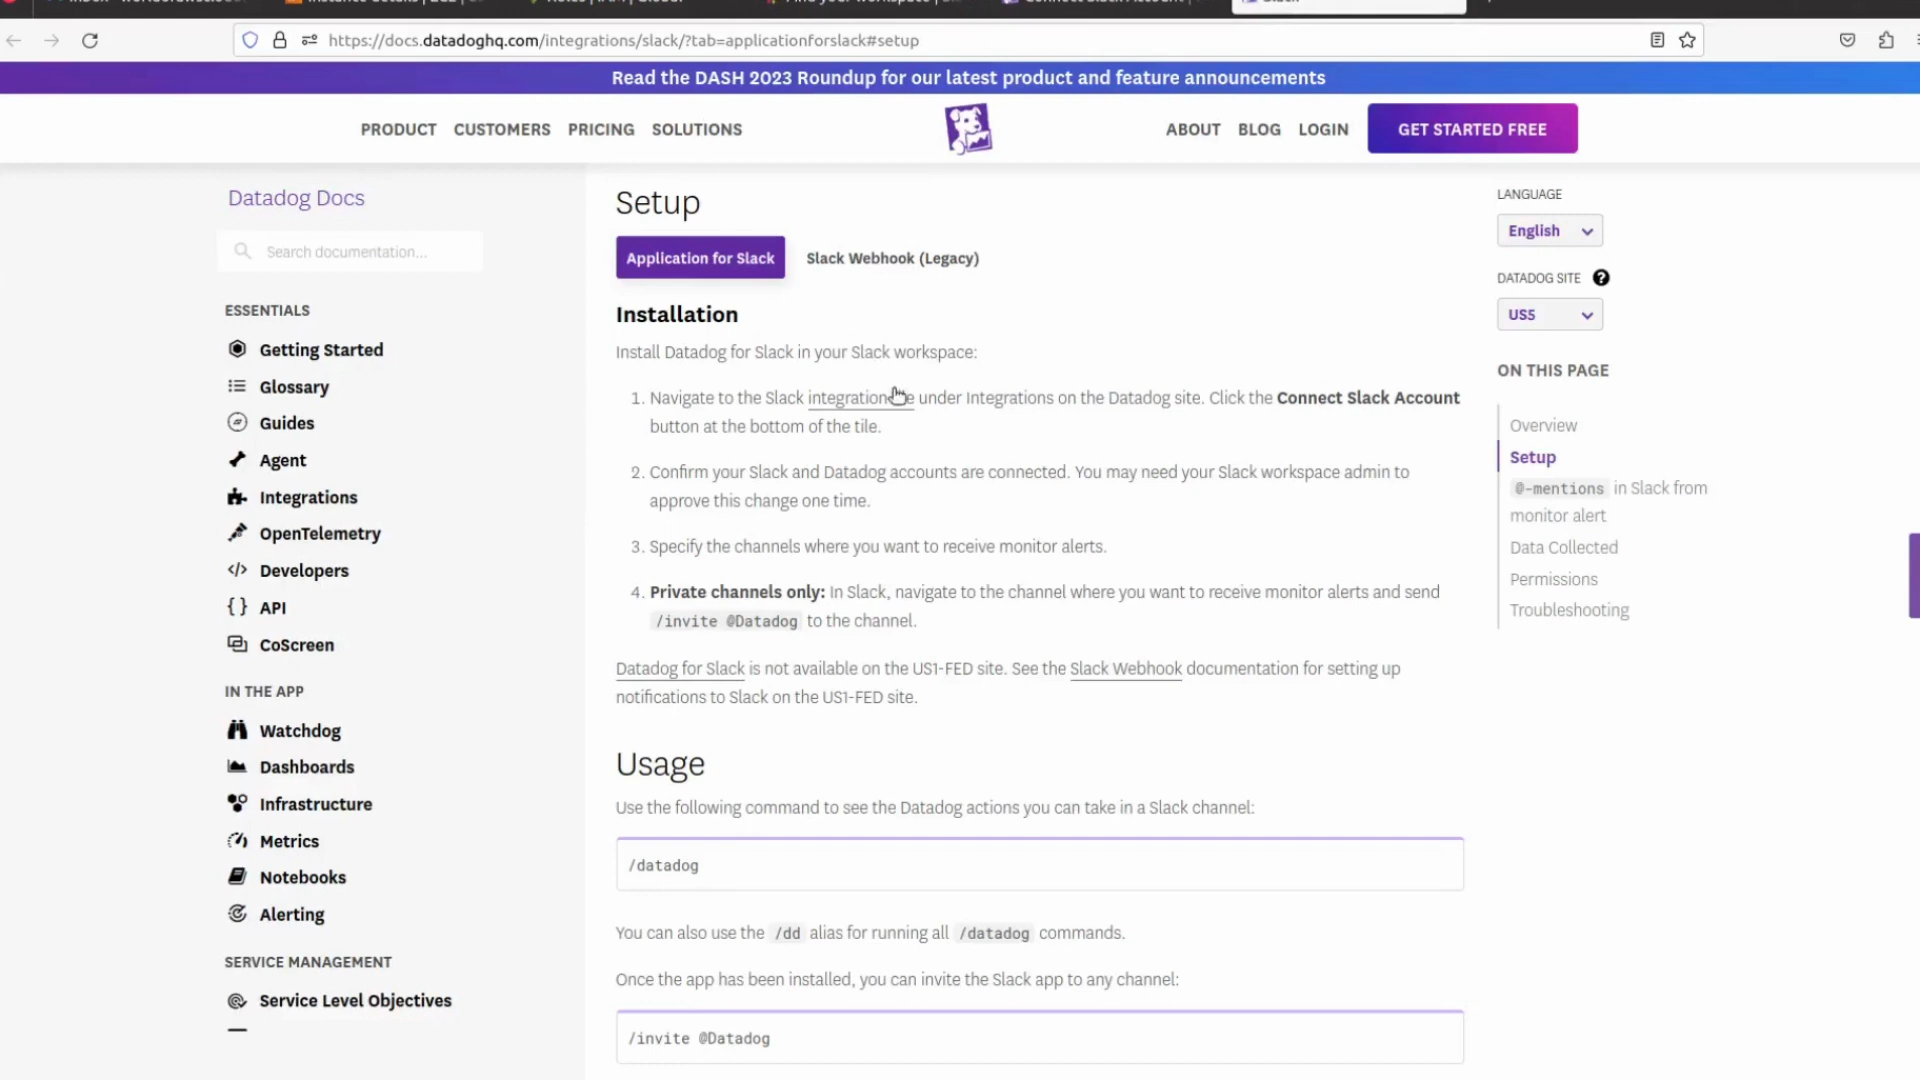 https://docs.datadoghq.com/integrations/slack/?tab=applicationforslack#setup
Read the DASH 2023 Roundup for our latest product and feature announcements
PRODUCT CUSTOMERS PRICING SOLUTIONS
ABOUT BLOG LOGIN GET STARTED FREE
Datadog Docs
Search documentation...
ESSENTIALS
Getting Started
Glossary
Guides
Agent
Integrations
OpenTelemetry
Developers
API
CoScreen
IN THE APP
Watchdog
Dashboards
Infrastructure
Metrics
Notebooks
Alerting
SERVICE MANAGEMENT
Service Level Objectives
Setup
Application for Slack
Slack Webhook (Legacy)
Installation
Install Datadog for Slack in your Slack workspace:
1. Navigate to the Slack integration under Integrations on the Datadog site. Click the Connect Slack Account
button at the bottom of the tile.
2. Confirm your Slack and Datadog accounts are connected. You may need your Slack workspace admin to
approve this change one time.
3. Specify the channels where you want to receive monitor alerts.
4. Private channels only: In Slack, navigate to the channel where you want to receive monitor alerts and send
/invite @Datadog to the channel.
Datadog for Slack is not available on the US1-FED site. See the Slack Webhook documentation for setting up
notifications to Slack on the US1-FED site.
Usage
Use the following command to see the Datadog actions you can take in a Slack channel:
/datadog
You can also use the /dd alias for running all /datadog commands.
Once the app has been installed, you can invite the Slack app to any channel:
/invite @Datadog
LANGUAGE
English
DATADOG SITE ?
US5
ON THIS PAGE
Overview
Setup
@-mentions in Slack from
monitor alert
Data Collected
Permissions
Troubleshooting